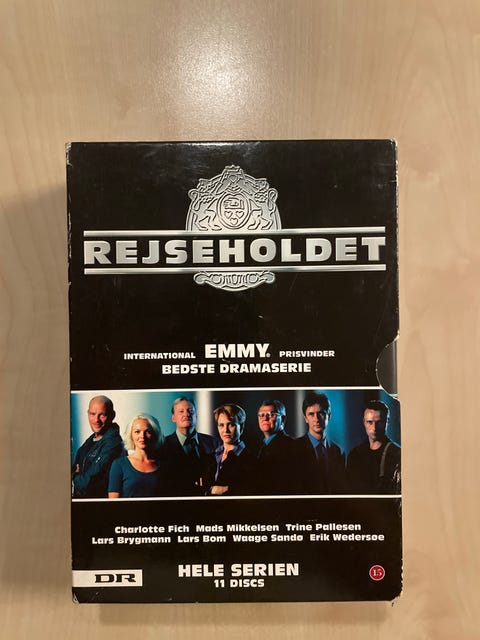 REJSEHOLDET
INTERNATIONAL EMMY® PRISVINDER
BEDSTE DRAMASERIE
Charlotte Fich Mads Mikkelsen Trine Pallesen
Lars Brygmann Lars Bom Waage Sandø Erik Wedersøe
DR HELE SERIEN 15
11 DISCS